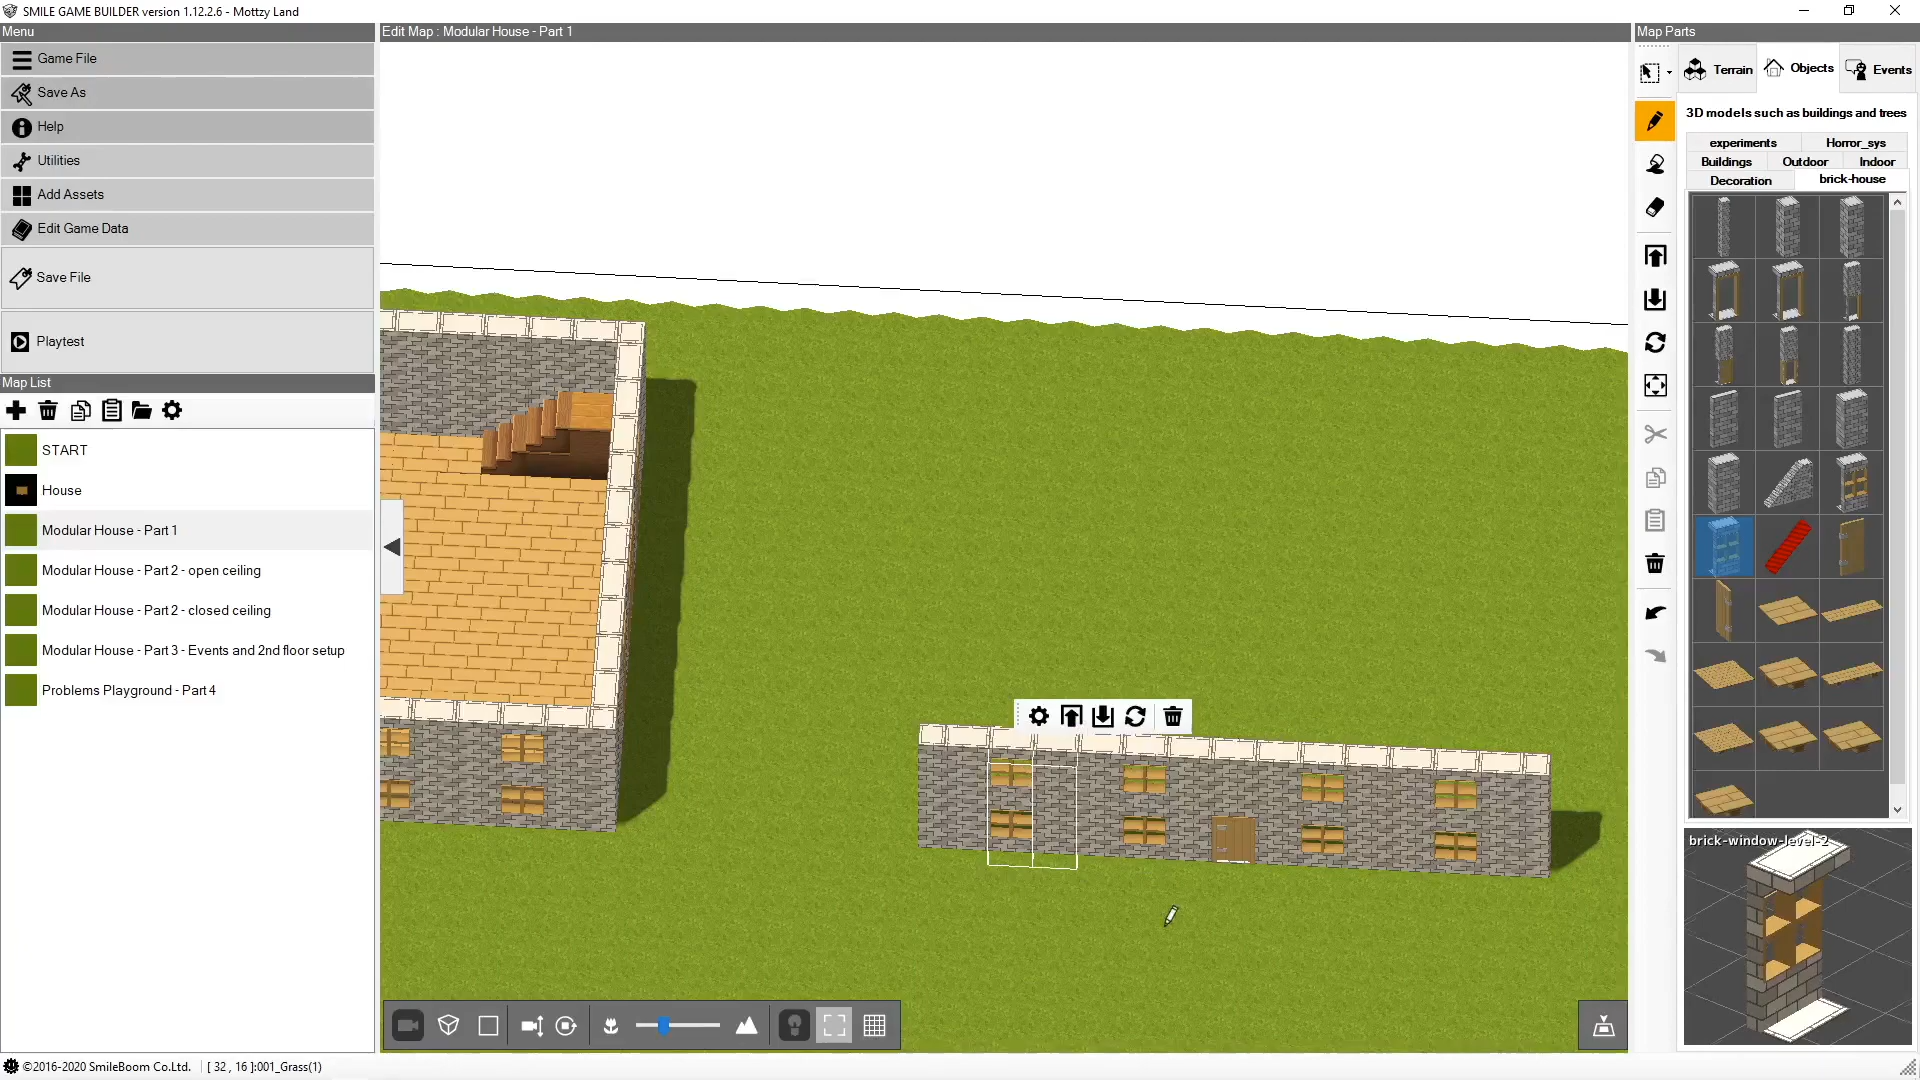 SMILE GAME BUILDER version 1.12.2.6 - Mottzy Land
Menu
Game File
Save As
Help
Utilities
Add Assets
Edit Game Data
Save File
Playtest
Map List
START
House
Modular House - Part 1
Modular House - Part 2 - open ceiling
Modular House - Part 2 - closed ceiling
Modular House - Part 3 - Events and 2nd floor setup
Problems Playground - Part 4
Edit Map : Modular House - Part 1
Map Parts
Terrain
Objects
Events
3D models such as buildings and trees
experiments
Horror_sys
Buildings
Outdoor
Indoor
Decoration
brick-house
brick-window-level-2
©2016-2020 SmileBoom Co.Ltd.
[ 32 , 16 ]:001_Grass(1)